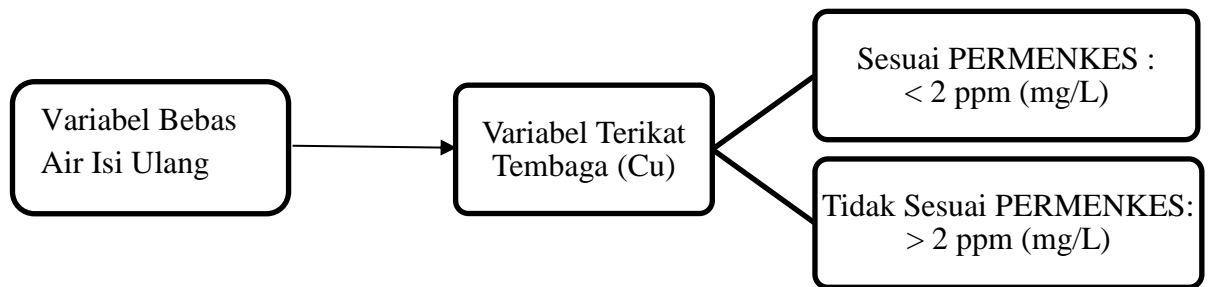 Variabel Bebas
Air Isi Ulang
Variabel Terikat
Tembaga (Cu)
Sesuai PERMENKES :
< 2 ppm (mg/L)
Tidak Sesuai PERMENKES:
> 2 ppm (mg/L)